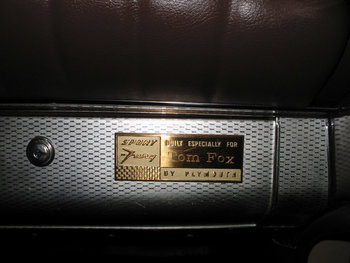 SPORT
Fury
BUILT ESPECIALLY FOR
Tom Fox
BY PLYMOUTH